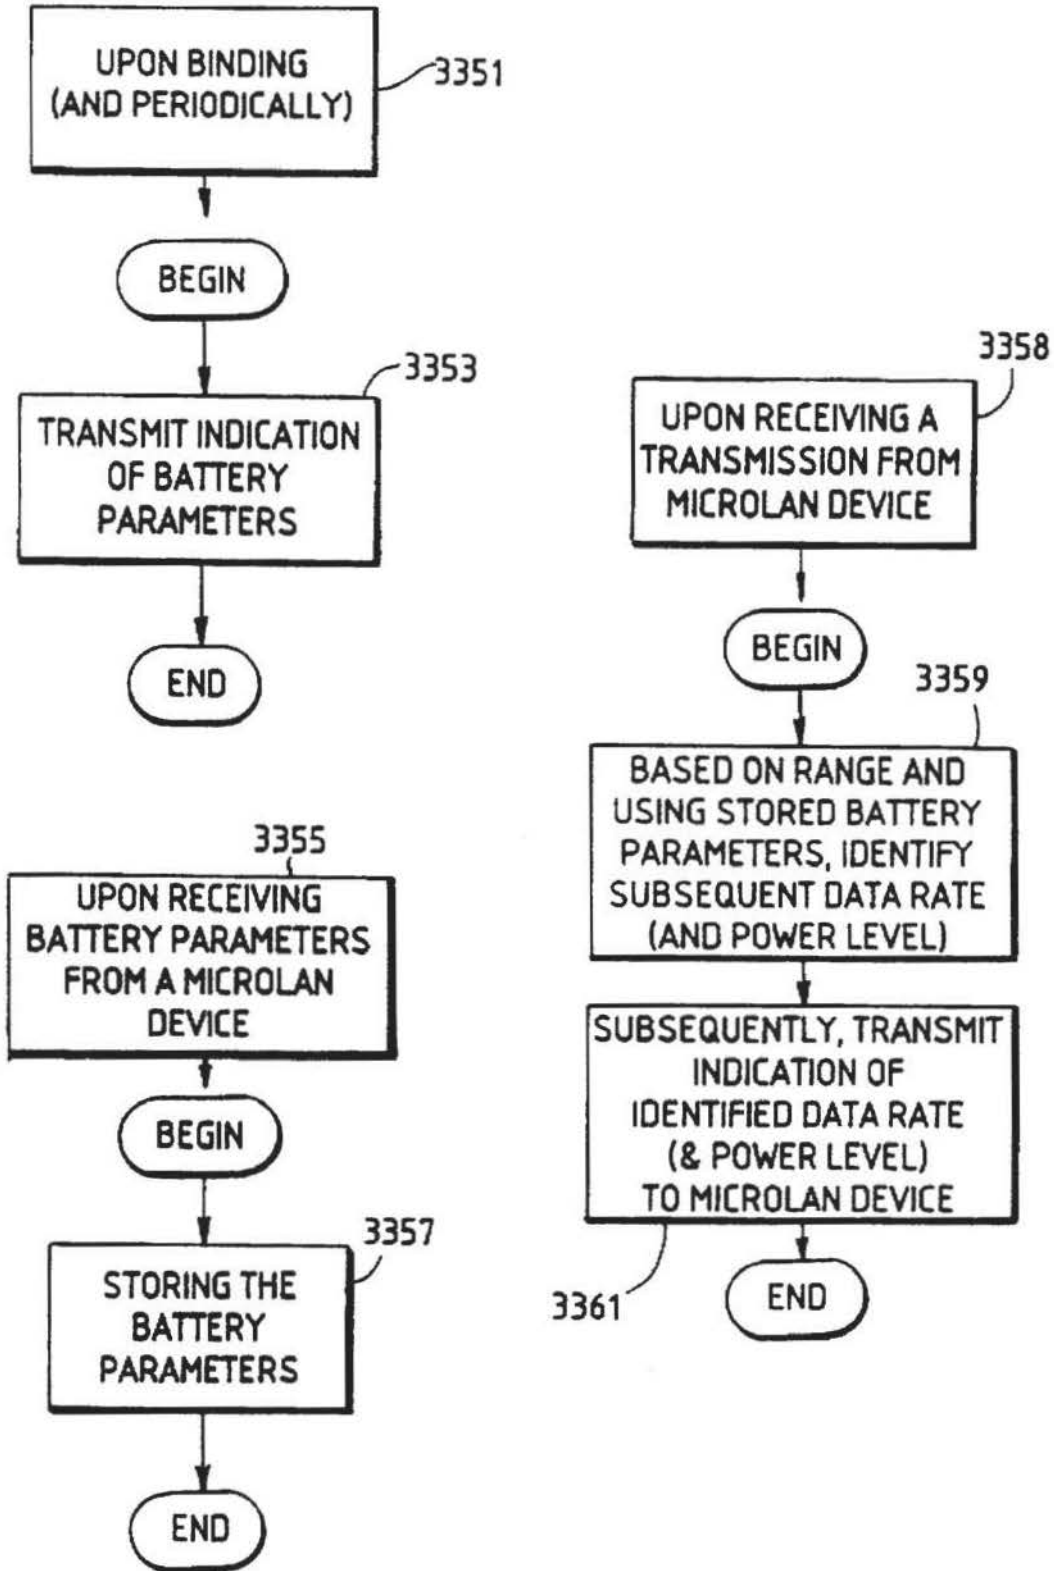 UPON BINDING
(AND PERIODICALLY)
3351
BEGIN
3353
TRANSMIT INDICATION
OF BATTERY
PARAMETERS
END
3355
UPON RECEIVING
BATTERY PARAMETERS
FROM A MICROLAN
DEVICE
BEGIN
3357
STORING THE
BATTERY
PARAMETERS
END
3358
UPON RECEIVING A
TRANSMISSION FROM
MICROLAN DEVICE
BEGIN
3359
BASED ON RANGE AND
USING STORED BATTERY
PARAMETERS, IDENTIFY
SUBSEQUENT DATA RATE
(AND POWER LEVEL)
SUBSEQUENTLY, TRANSMIT
INDICATION OF
IDENTIFIED DATA RATE
(& POWER LEVEL)
TO MICROLAN DEVICE
3361
END